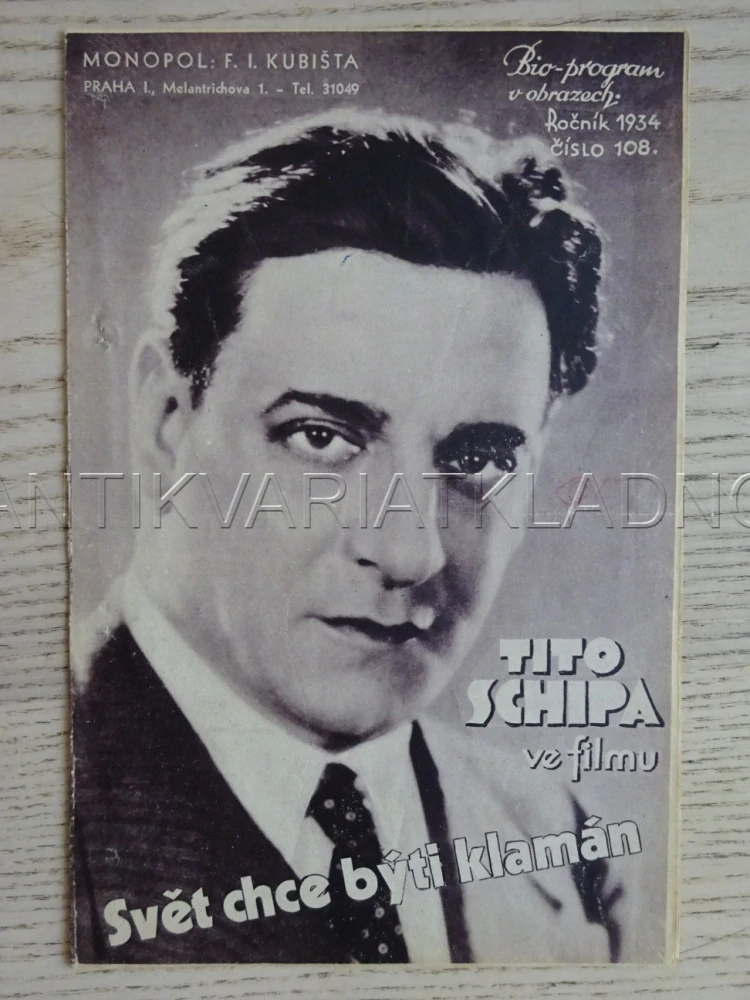 MONOPOL: F. I. KUBIŠTA
PRAHA I., Melantrichova 1. - Tel. 31049
Bio-program
v obrazech.
Ročník 1934
ČÍSLO 108.
ANTIKVARIATKLADNO
TITO
SCHIPA
ve filmu
Svět chce býti klamán